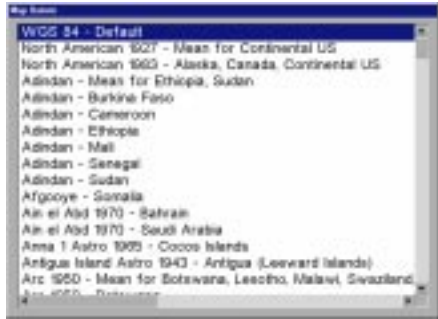 Map Datum
WGS 84 - Default
North American 1927 - Mean for Continental US
North American 1983 - Alaska, Canada, Continental US
Adindan - Mean for Ethiopia, Sudan
Adindan - Burkina Faso
Adindan - Cameroon
Adindan - Ethiopia
Adindan - Mali
Adindan - Senegal
Adindan - Sudan
Afgooye - Somalia
Ain el Abd 1970 - Bahrain
Ain el Abd 1970 - Saudi Arabia
Anna 1 Astro 1965 - Cocos Islands
Antigua Island Astro 1943 - Antigua (Leeward Islands)
Arc 1950 - Mean for Botswana, Lesotho, Malawi, Swaziland
Arc 1950 - Botswana